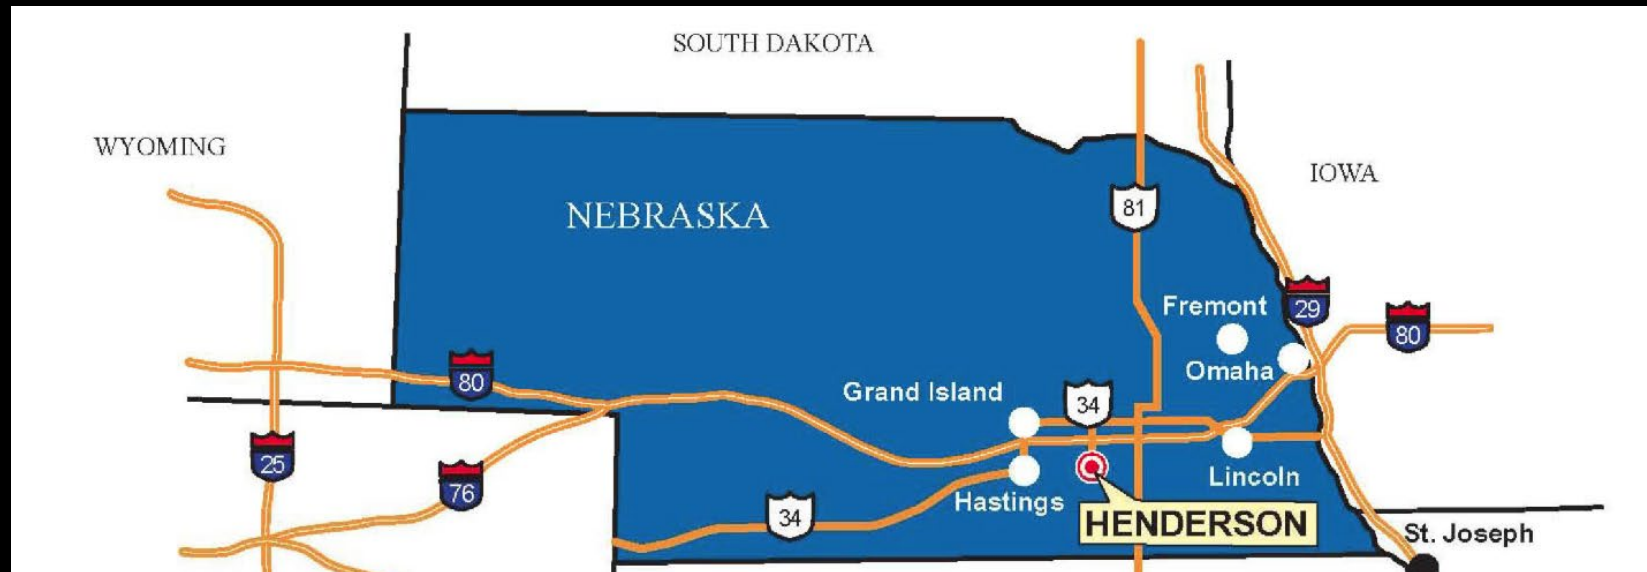 SOUTH DAKOTA
WYOMING
IOWA
NEBRASKA
81
Fremont
29
80
Omaha
80
Grand Island
34
25
76
Lincoln
Hastings
34
HENDERSON
St. Joseph